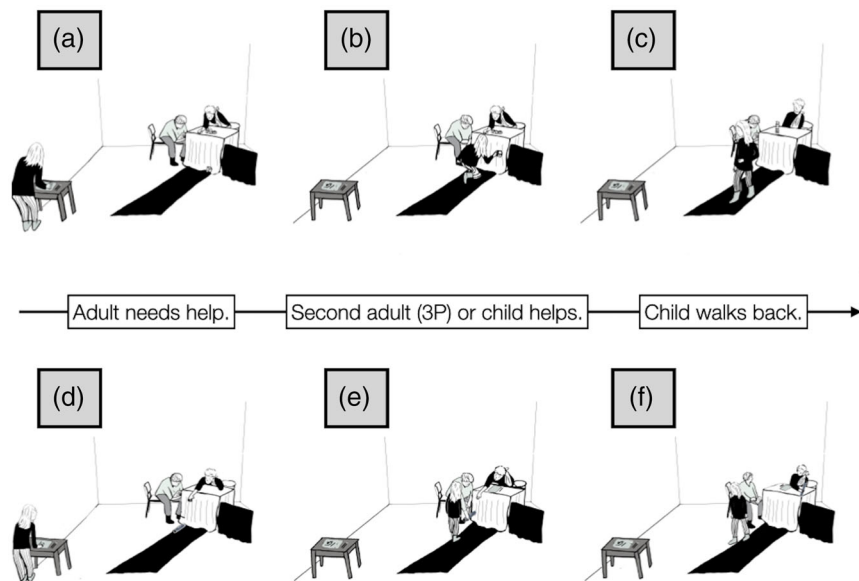 (a)
(b)
(c)
Adult needs help.
Second adult (3P) or child helps.
Child walks back.
(d)
(e)
(f)